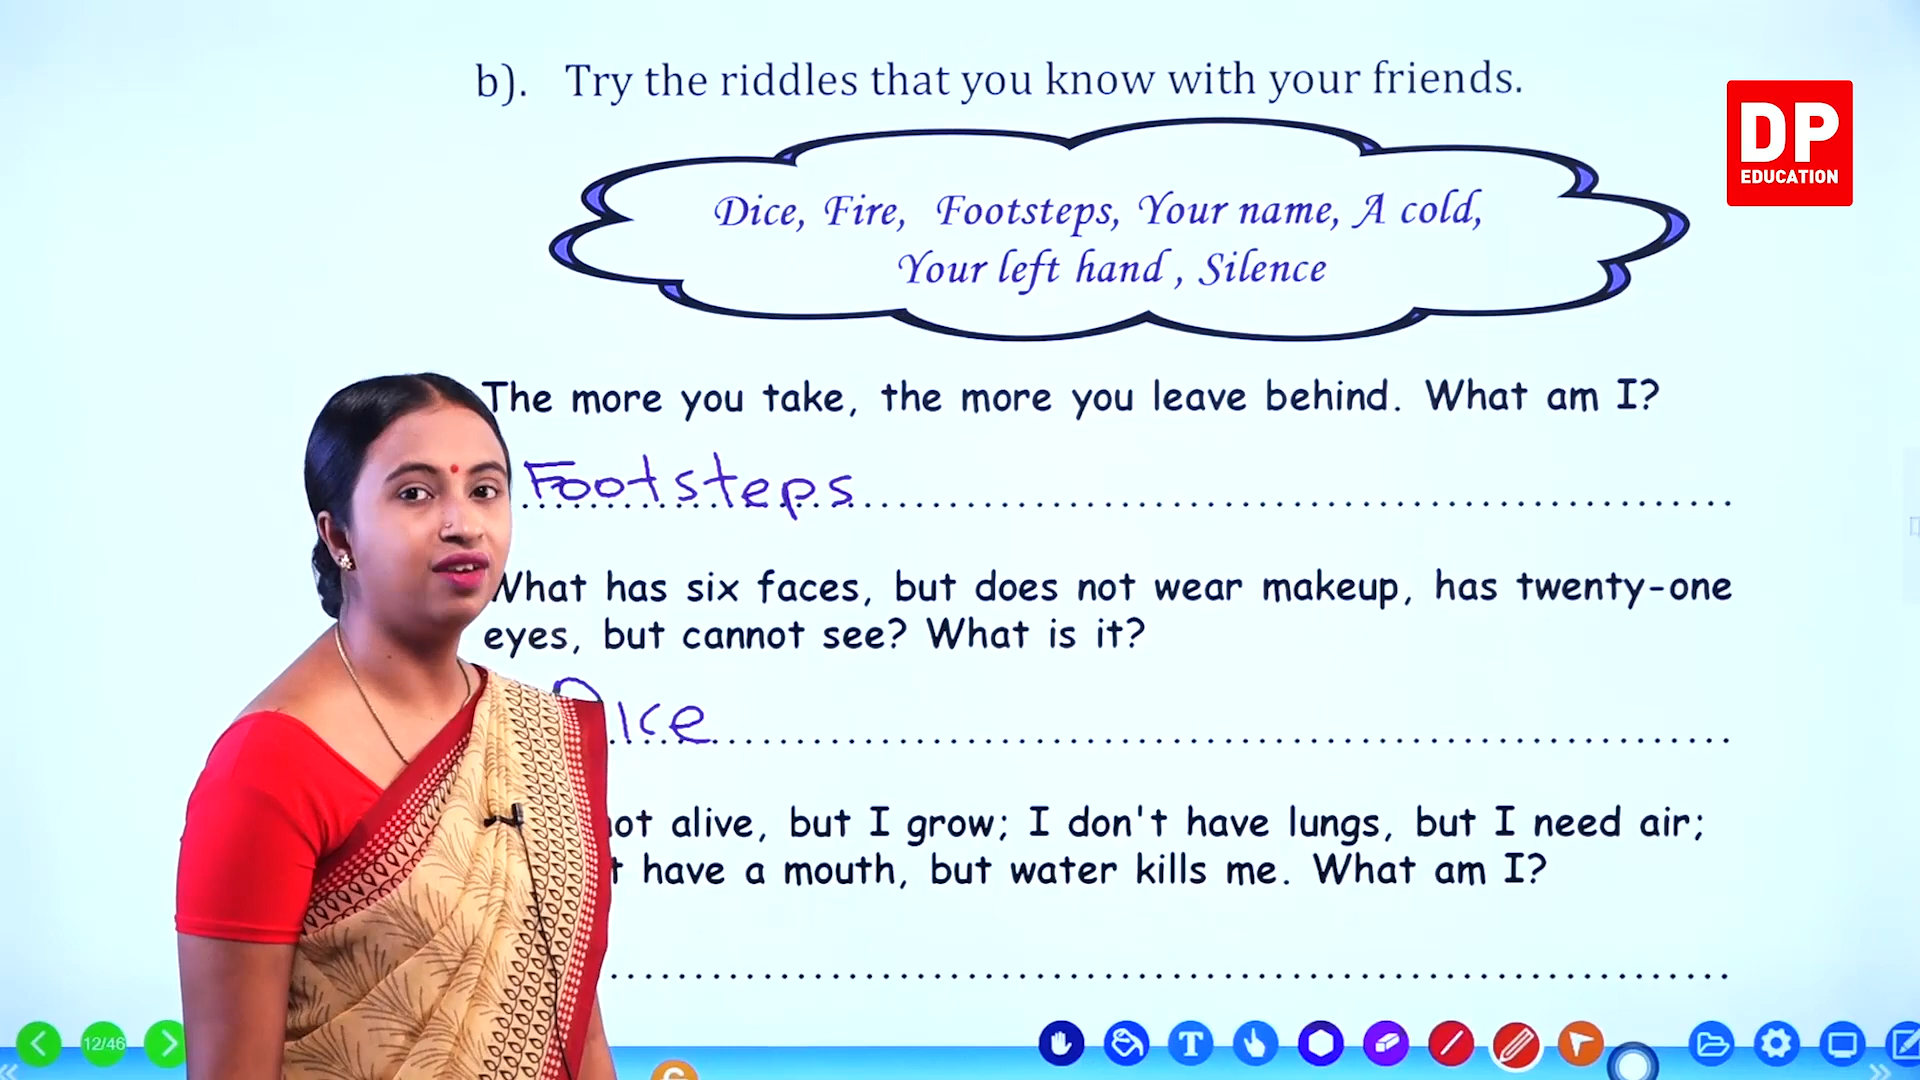 b). Try the riddles that you know with your friends.
DP
EDUCATION
Dice, Fire, Footsteps, Your name, A cold,
Your left hand , Silence
The more you take, the more you leave behind. What am I?
Footsteps
What has six faces, but does not wear makeup, has twenty-one
eyes, but cannot see? What is it?
Dice
not alive, but I grow; I don't have lungs, but I need air;
have a mouth, but water kills me. What am I?
12/46
T